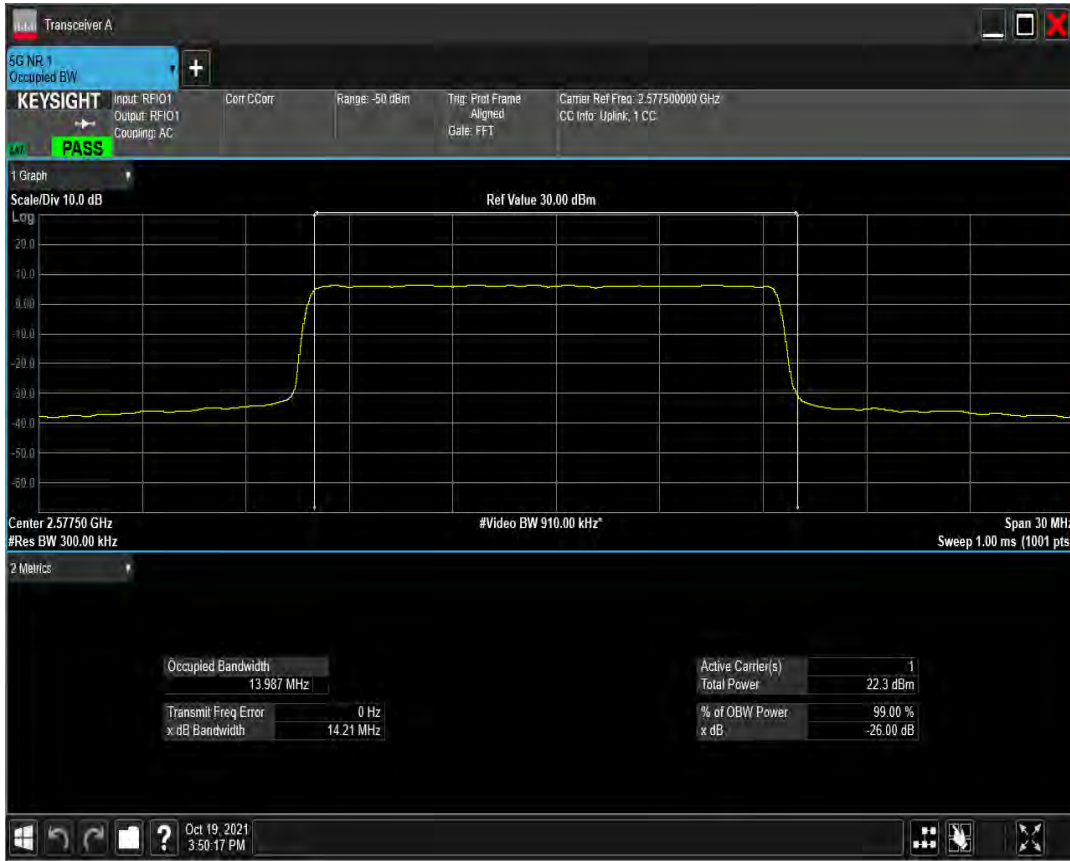 Transceiver A
5G NR 1
Occupied BW
+
KEYSIGHT
PASS
Input: RFIO1
Output: RFIO1
Coupling: AC
Corr CCorr
Range: -50 dBm
Trig: Prot Frame
Aligned
Gate: FFT
Carrier Ref Freq: 2.577500000 GHz
CC Info: Uplink, 1 CC
1 Graph
Scale/Div 10.0 dB
Ref Value 30.00 dBm
Log
20.0
10.0
0.00
-10.0
-20.0
-30.0
-40.0
-50.0
-60.0
Center 2.57750 GHz
#Video BW 910.00 kHz*
Span 30 MHz
#Res BW 300.00 kHz
Sweep 1.00 ms (1001 pts
2 Metrics
Occupied Bandwidth
13.987 MHz
Transmit Freq Error 0 Hz
x dB Bandwidth 14.21 MHz
Active Carrier(s) 1
Total Power 22.3 dBm
% of OBW Power 99.00 %
x dB -26.00 dB
?
Oct 19, 2021
3:50:17 PM